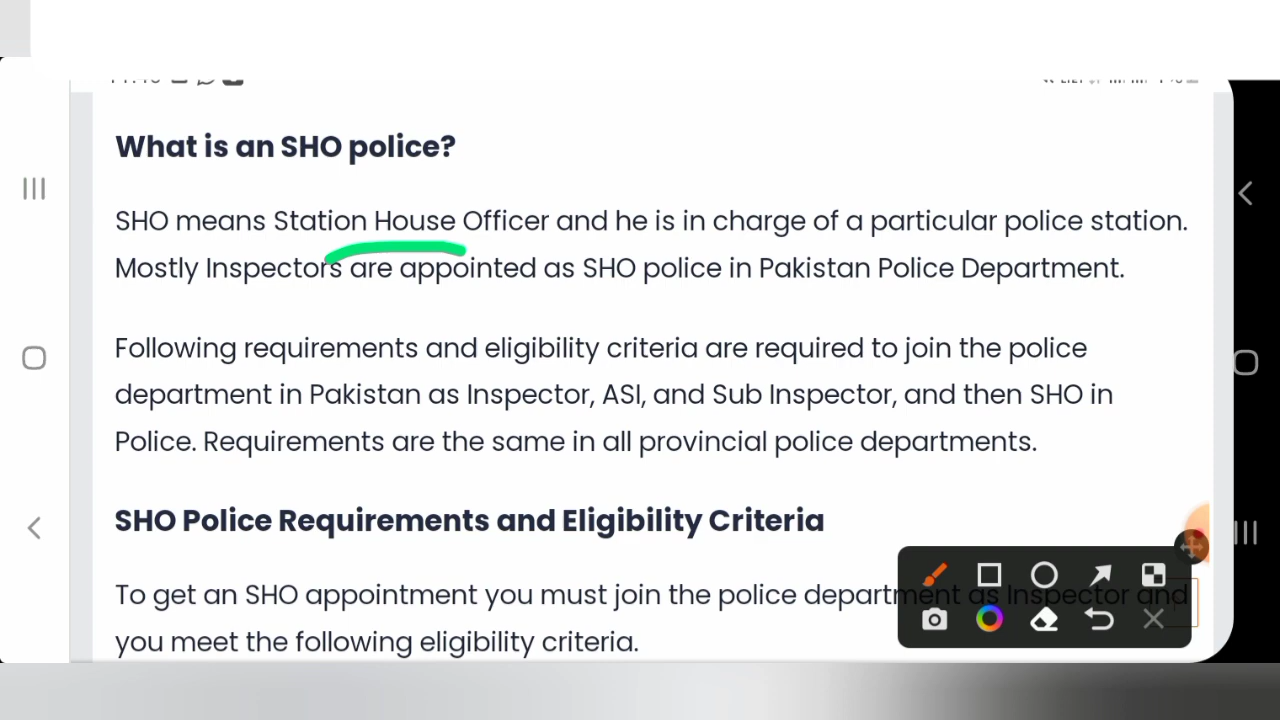 What is an SHO police?
SHO means Station House Officer and he is in charge of a particular police station.
Mostly Inspectors are appointed as SHO police in Pakistan Police Department.
Following requirements and eligibility criteria are required to join the police
department in Pakistan as Inspector, ASI, and Sub Inspector, and then SHO in
Police. Requirements are the same in all provincial police departments.
SHO Police Requirements and Eligibility Criteria
To get an SHO appointment you must join the police department as Inspector and
you meet the following eligibility criteria.